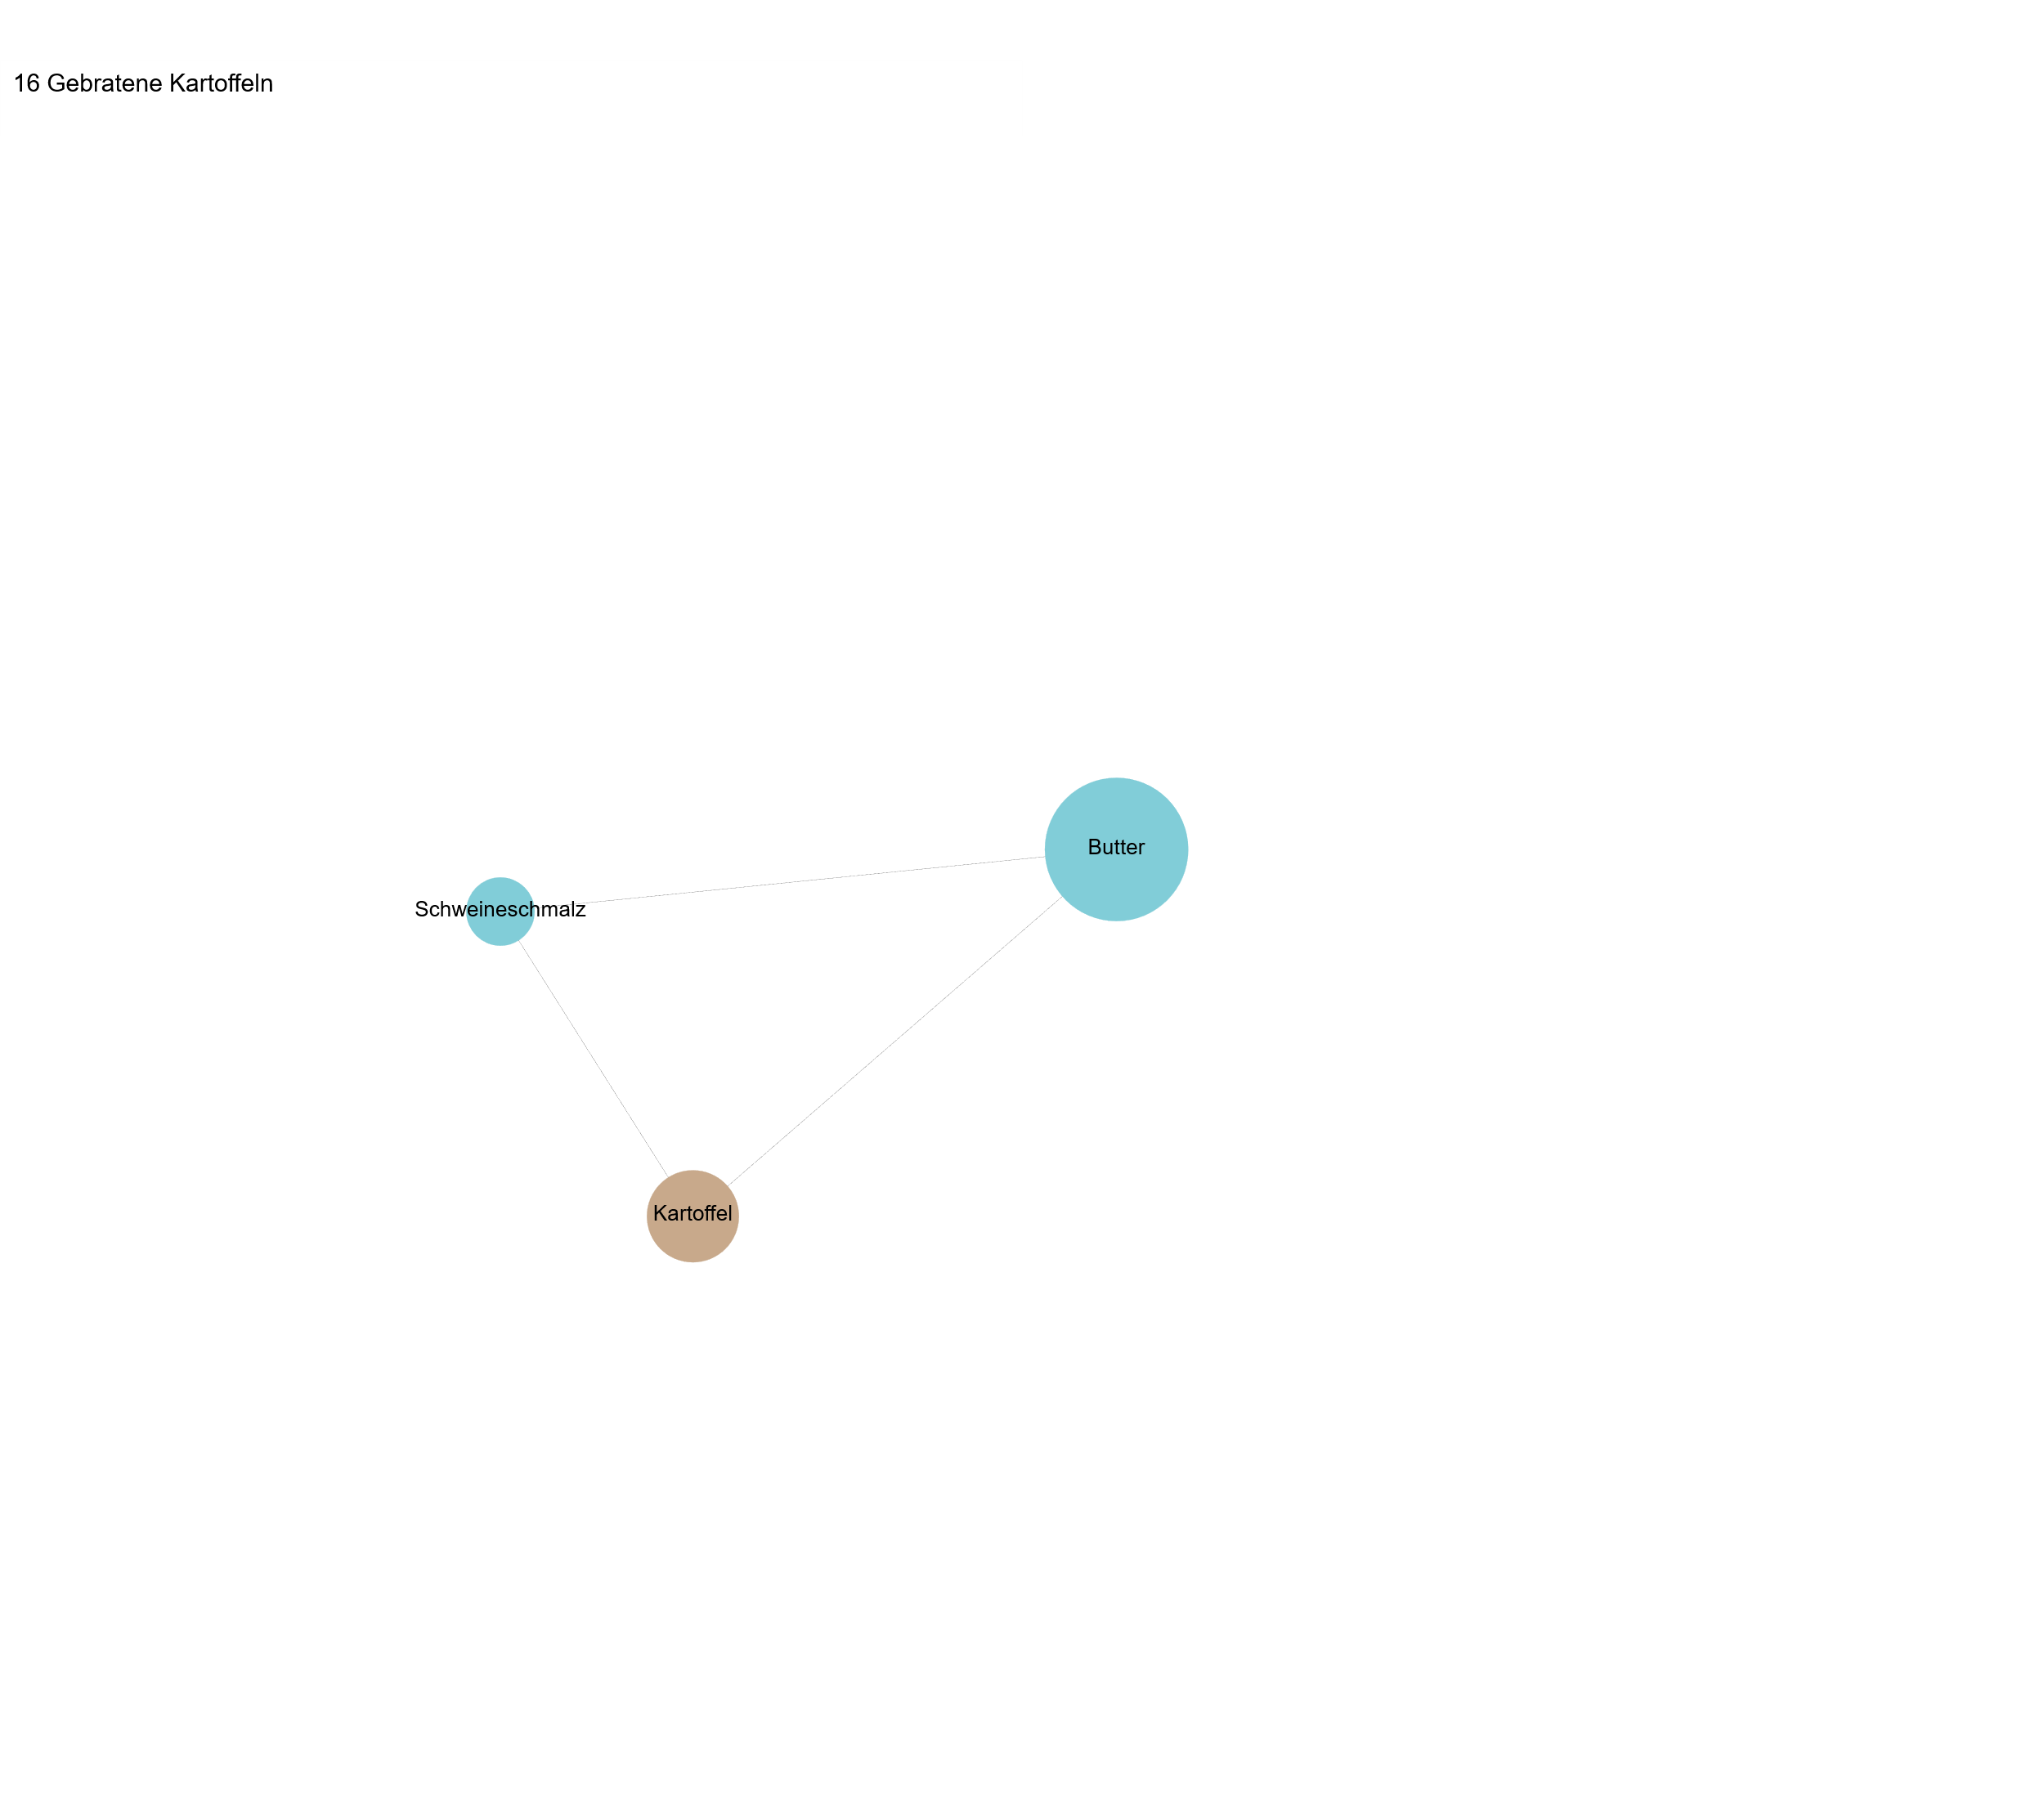 16 Gebratene Kartoffeln
Butter
Schweineschmalz
Kartoffel